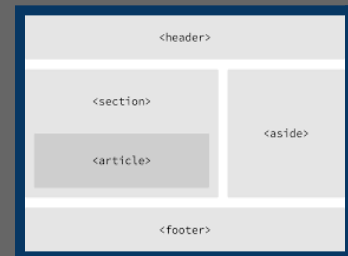 <header>
<section>
<article>
<aside>
<footer>